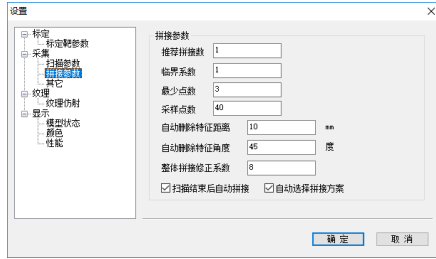 设置
标定
标定靶参数
采集
扫描参数
拼接参数
其它
纹理
纹理仿射
显示
模型状态
颜色
性能
拼接参数
推荐拼接数 1
临界系数 1
最少点数 3
采样点数 40
自动删除特征距离 10 mm
自动删除特征角度 45 度
整体拼接修正系数 8
扫描结束后自动拼接 自动选择拼接方案
确定 取消